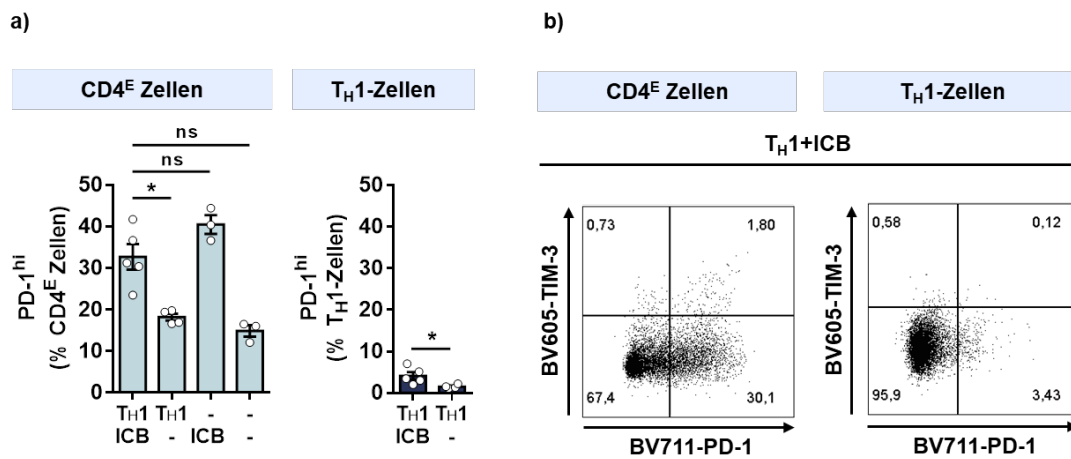 a)
CD4E Zellen
TH1-Zellen
ns
ns
*
50
40
30
20
10
0
PD-1hi
(% CD4E Zellen)
TH1 TH1 - -
ICB - ICB -
50
40
30
20
10
0
PD-1hi
(% TH1-Zellen)
*
TH1 TH1
ICB -
b)
CD4E Zellen
TH1-Zellen
TH1+ICB
BV605-TIM-3
0,73 1,80
67,4 30,1
BV711-PD-1
BV605-TIM-3
0,58 0,12
95,9 3,43
BV711-PD-1